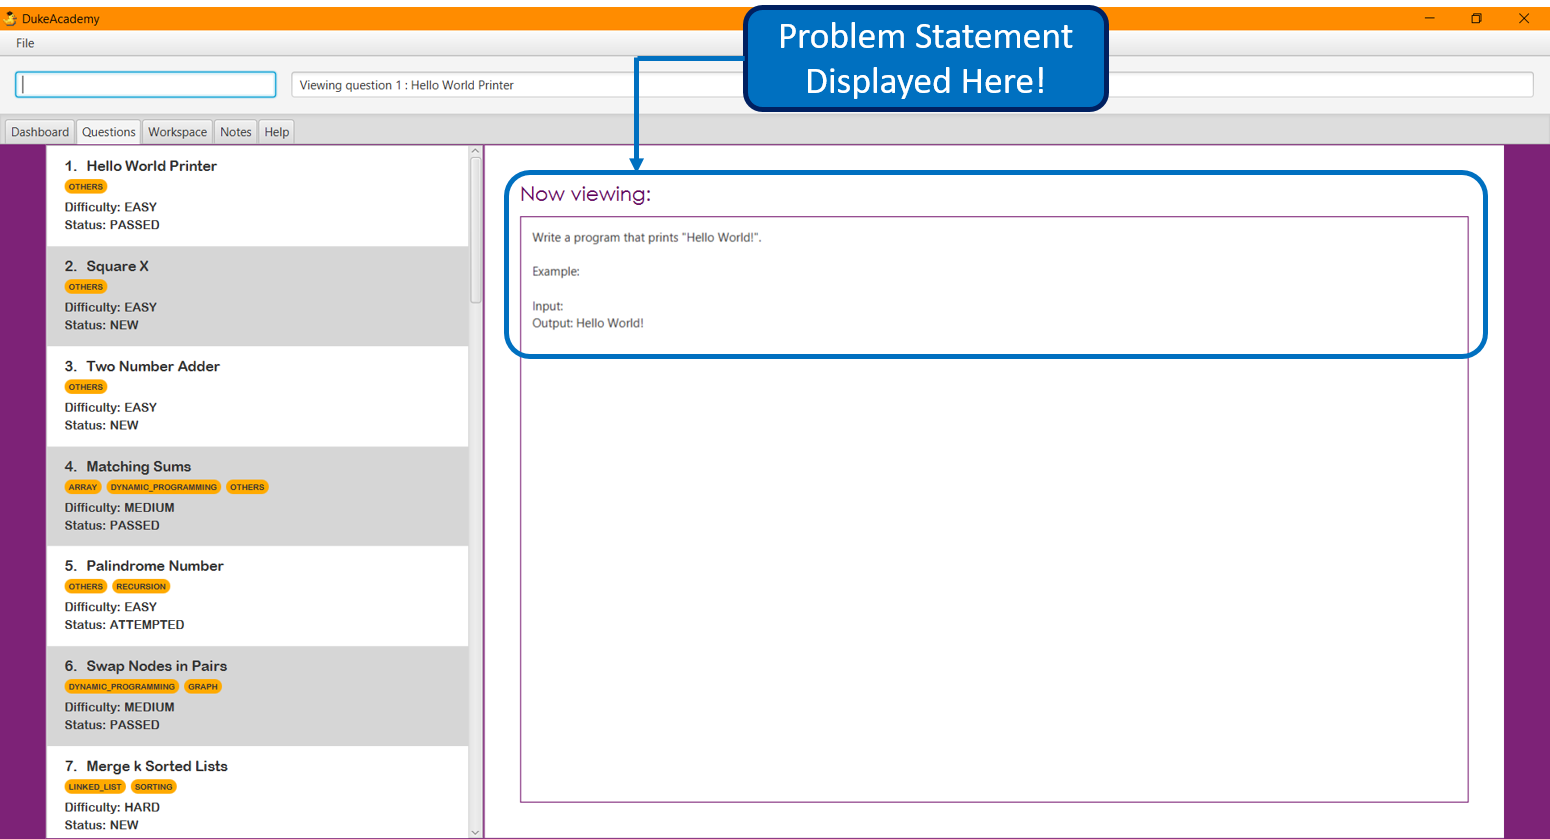 DukeAcademy
File
Problem Statement
Displayed Here!
Viewing question 1 : Hello World Printer
Dashboard Questions Workspace Notes Help
1. Hello World Printer
OTHERS
Difficulty: EASY
Status: PASSED
2. Square X
OTHERS
Difficulty: EASY
Status: NEW
3. Two Number Adder
OTHERS
Difficulty: EASY
Status: NEW
4. Matching Sums
ARRAY DYNAMIC_PROGRAMMING OTHERS
Difficulty: MEDIUM
Status: PASSED
5. Palindrome Number
OTHERS RECURSION
Difficulty: EASY
Status: ATTEMPTED
6. Swap Nodes in Pairs
DYNAMIC_PROGRAMMING GRAPH
Difficulty: MEDIUM
Status: PASSED
7. Merge k Sorted Lists
LINKED_LIST SORTING
Difficulty: HARD
Status: NEW
Now viewing:
Write a program that prints "Hello World!".
Example:
Input:
Output: Hello World!